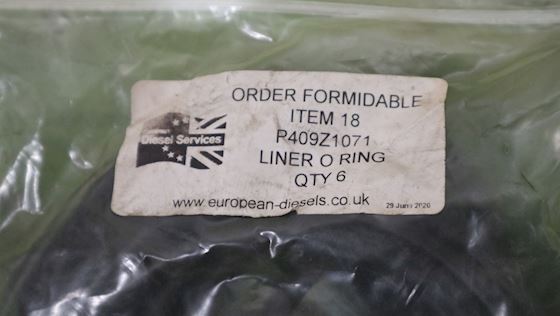 ORDER FORMIDABLE
ITEM 18
P409Z1071
Diesel Services
LINER O RING
QTY 6
www.european-diesels.co.uk
29 June 2020